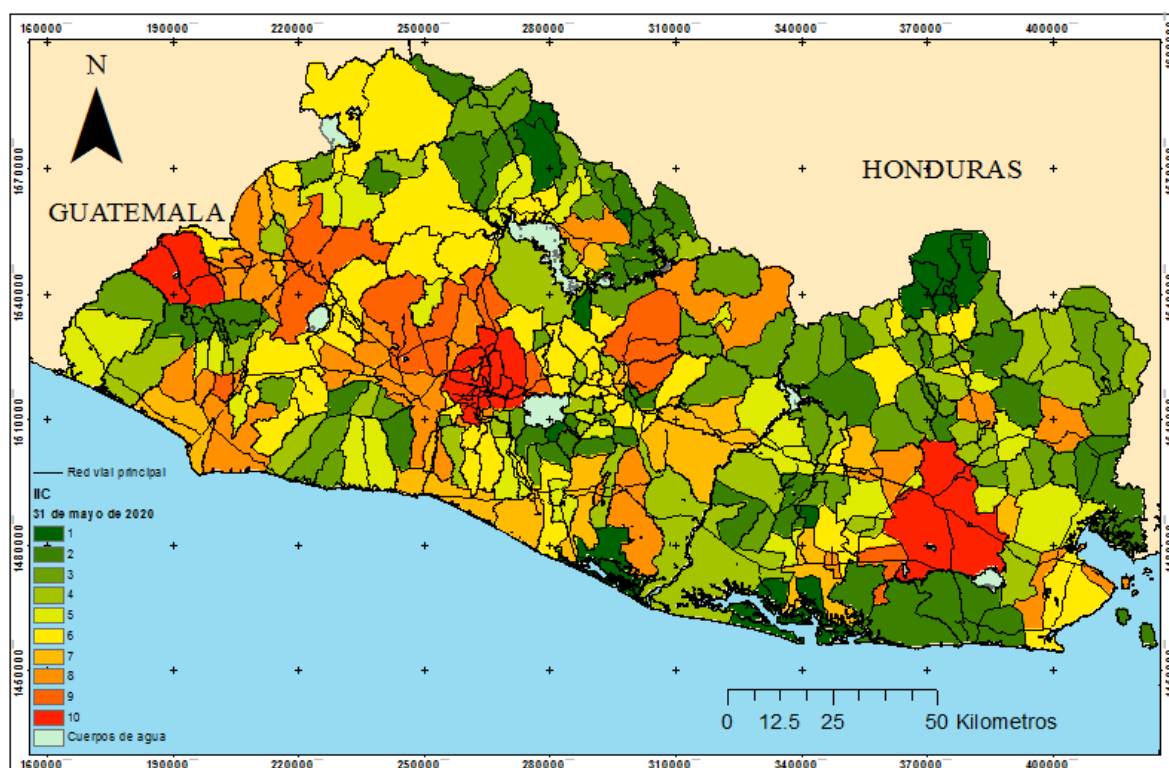 160000 190000 220000 250000 280000 310000 340000 370000 400000
N
1670000
HONDURAS
GUATEMALA
1640000
1610000
Red vial principal
IIC
31 de mayo de 2020
1
2
3
4
5
6
7
8
9
10
Cuerpos de agua
0 12.5 25 50 Kilometros
160000 190000 220000 250000 280000 310000 340000 370000 400000